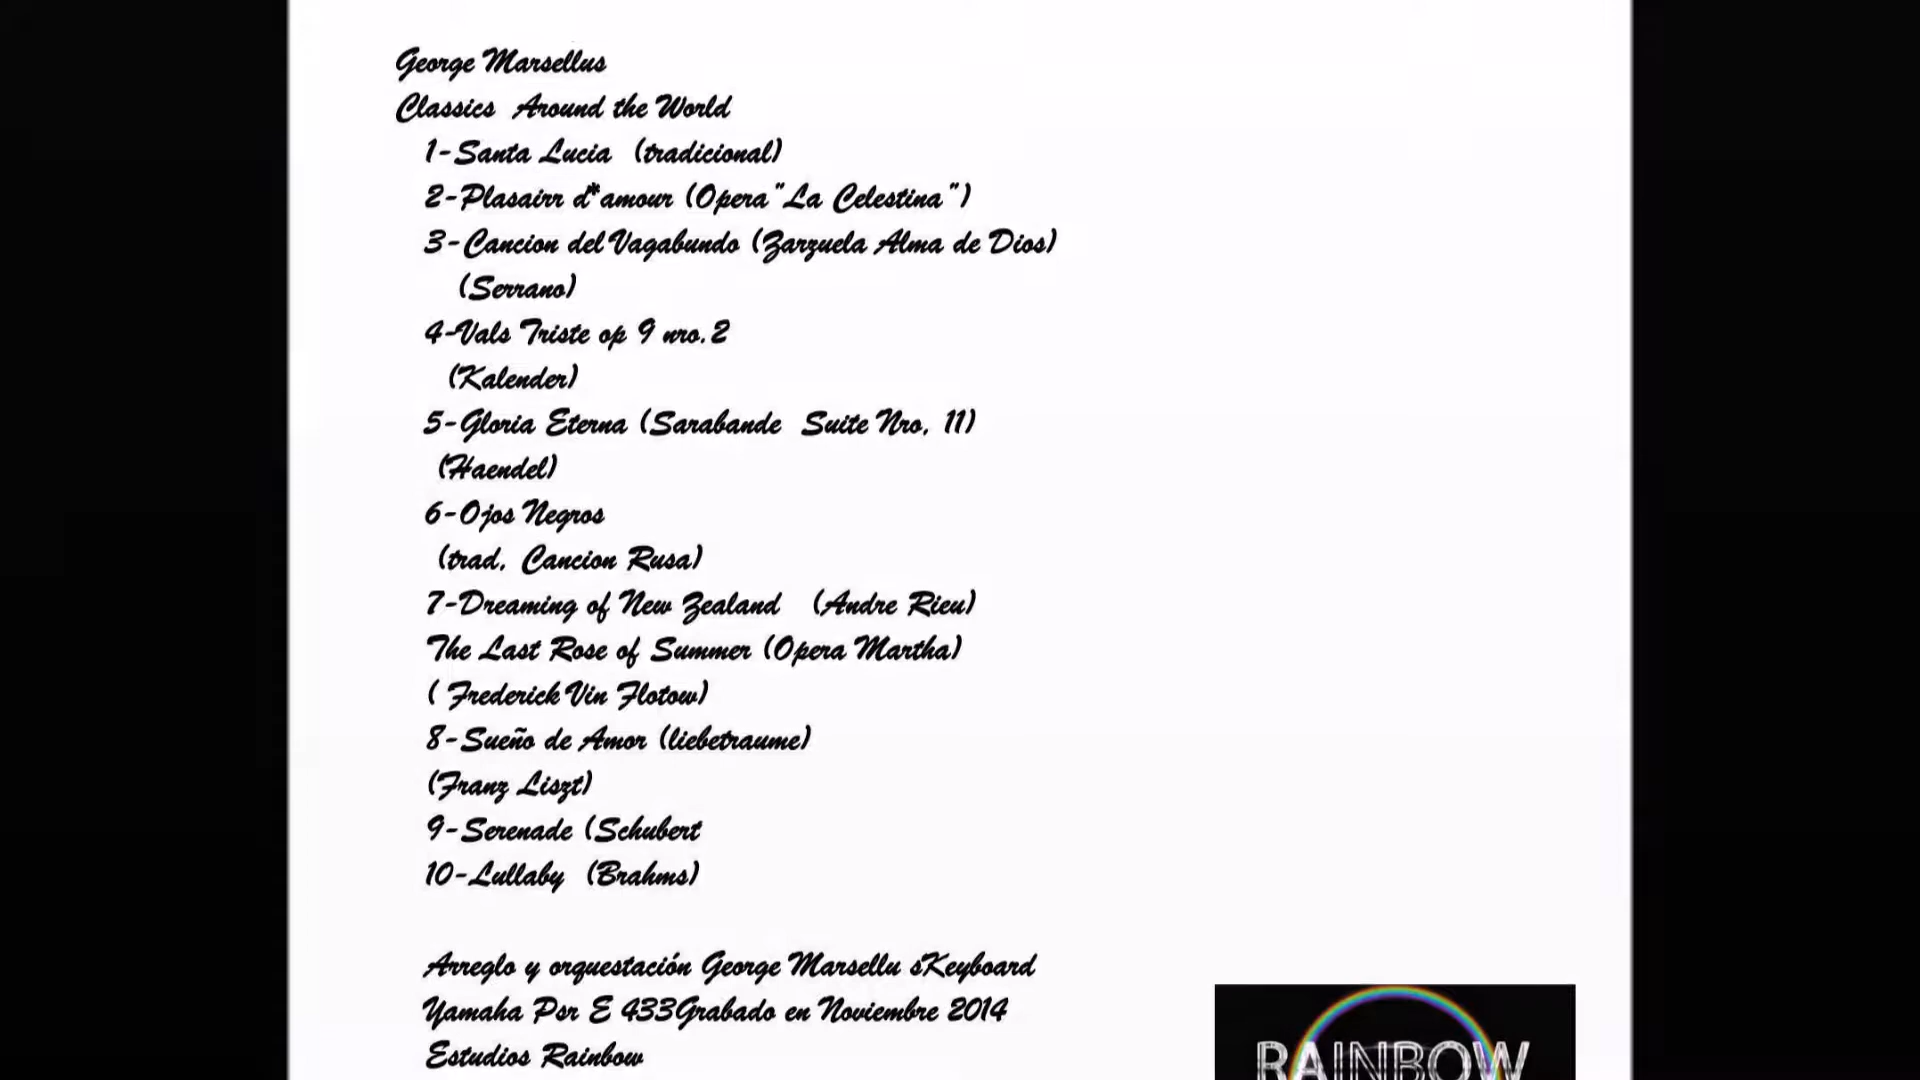 George Marsellus
Classics Around the World
1-Santa Lucia (tradicional)
2-Plasairr d*amour (Opera"La Celestina")
3-Cancion del Vagabundo (Zarzuela Alma de Dios)
(Serrano)
4-Vals Triste op 9 nro.2
(Kalender)
5-Gloria Eterna (Sarabande Suite Nro, 11)
(Haendel)
6-Ojos Negros
(trad, Cancion Rusa)
7-Dreaming of New Zealand (Andre Rieu)
The Last Rose of Summer (Opera Martha)
( Frederick Vin Flotow)
8-Sueño de Amor (liebetraume)
(Franz Liszt)
9-Serenade (Schubert
10-Lullaby (Brahms)
Arreglo y orquestación George Marsellu sKeyboard
Yamaha Psr E 433Grabado en Noviembre 2014
Estudios Rainbow
RAINBOW